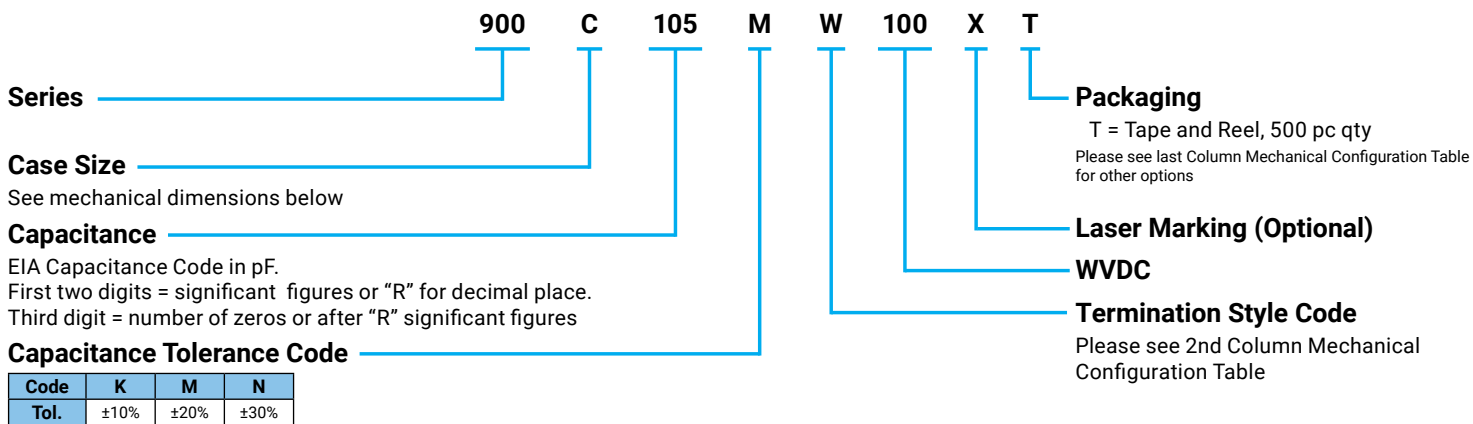 900 C 105 M W 100 X T
Series
Case Size
See mechanical dimensions below
Capacitance
EIA Capacitance Code in pF.
First two digits = significant figures or “R” for decimal place.
Third digit = number of zeros or after “R” significant figures
Capacitance Tolerance Code
Code K M N
Tol. ±10% ±20% ±30%
Packaging
T = Tape and Reel, 500 pc qty
Please see last Column Mechanical Configuration Table
for other options
Laser Marking (Optional)
WVDC
Termination Style Code
Please see 2nd Column Mechanical
Configuration Table